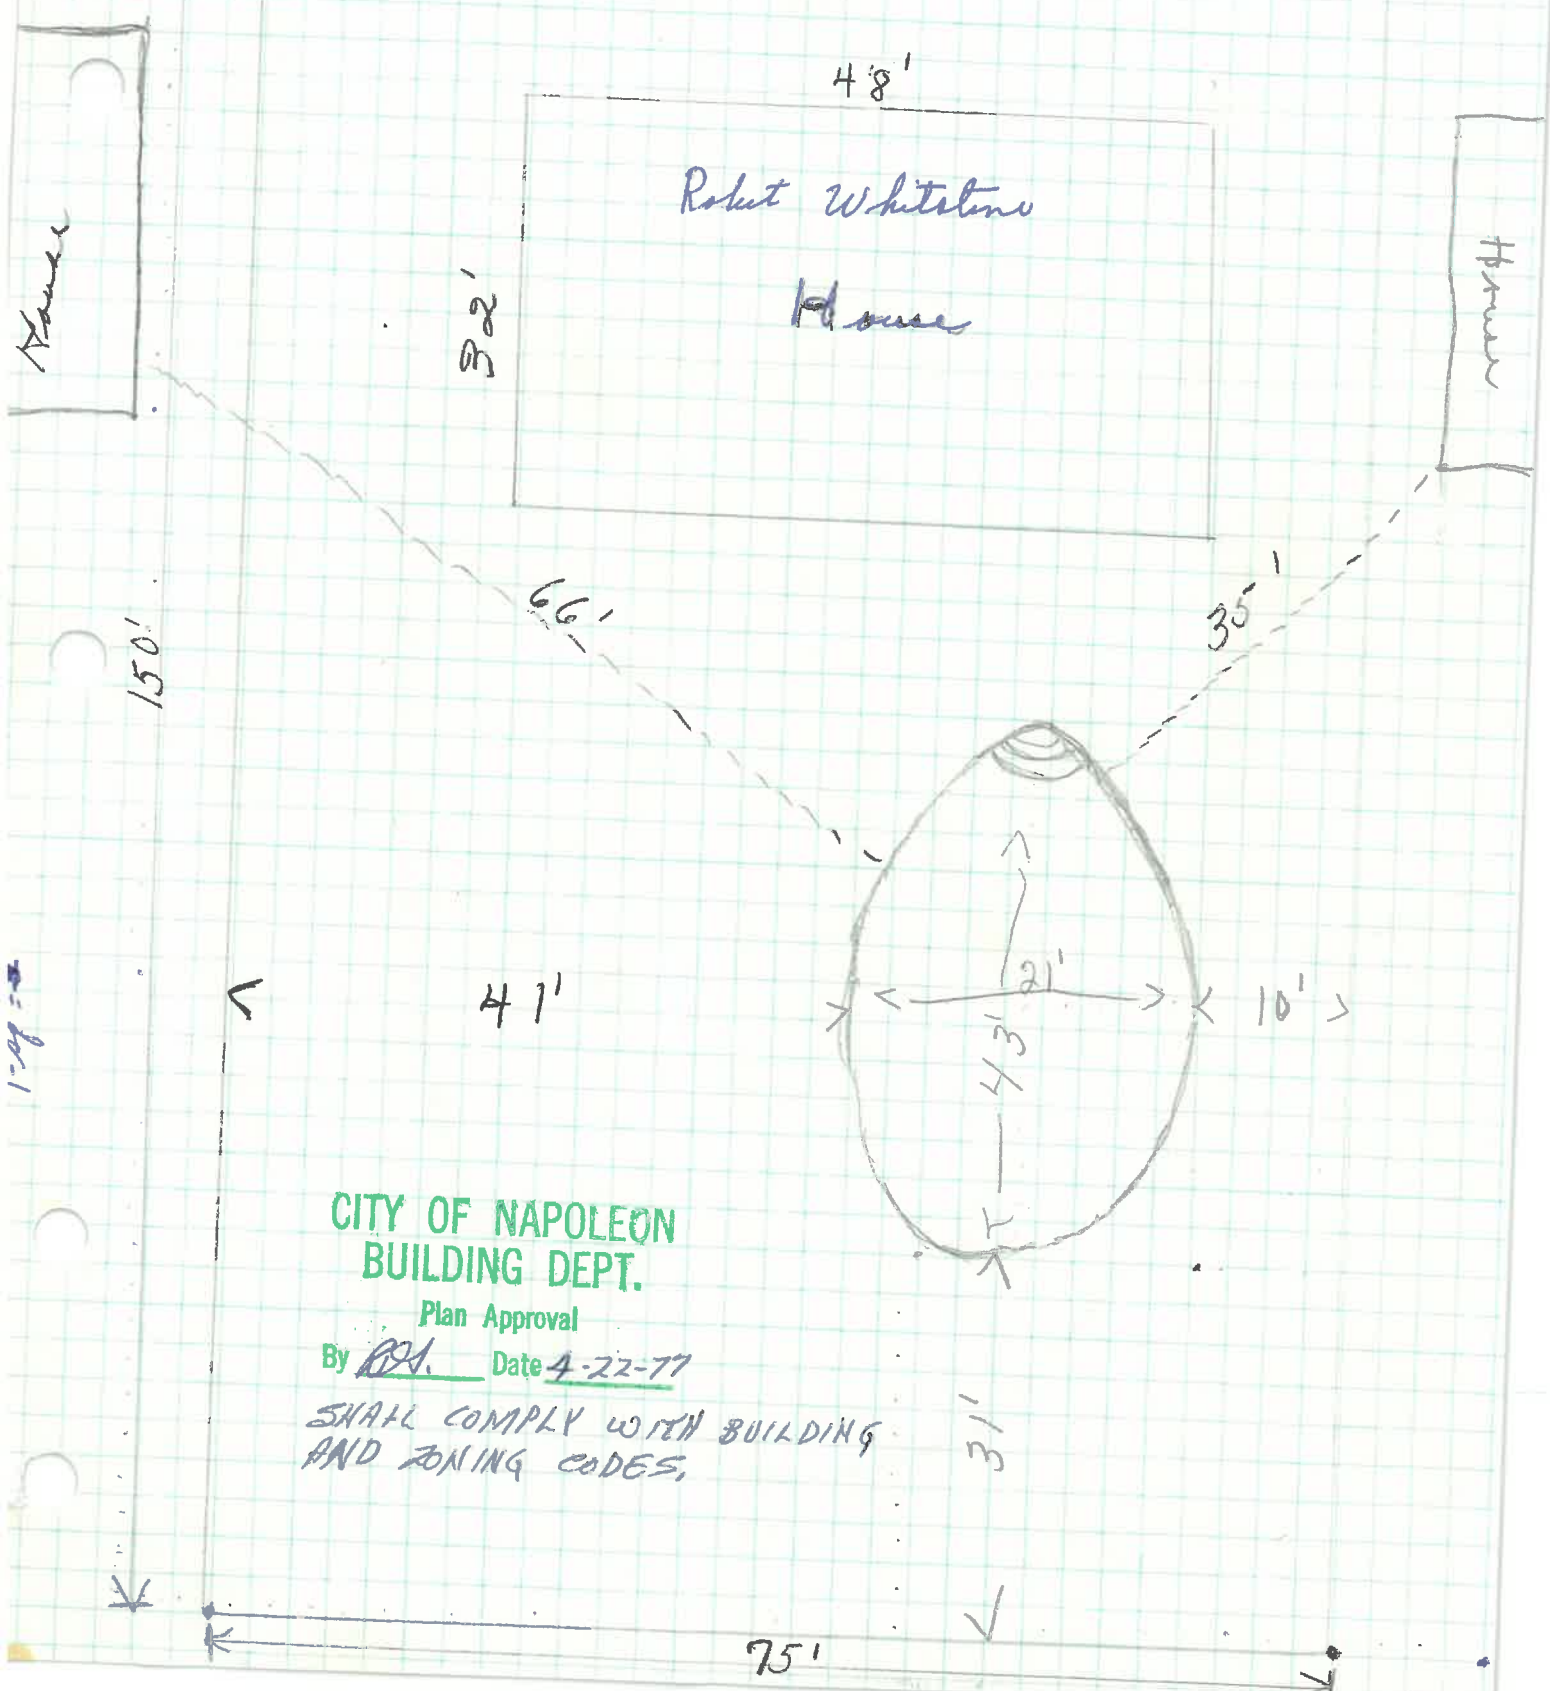 48'
House
Robert Whitstine
32'
House
House
66'
35'
150'
21'
41'
10'
43'
CITY OF NAPOLEON
BUILDING DEPT.
Plan Approval
By Date 4-22-77
SHALL COMPLY WITH BUILDING
AND ZONING CODES.
31'
75'